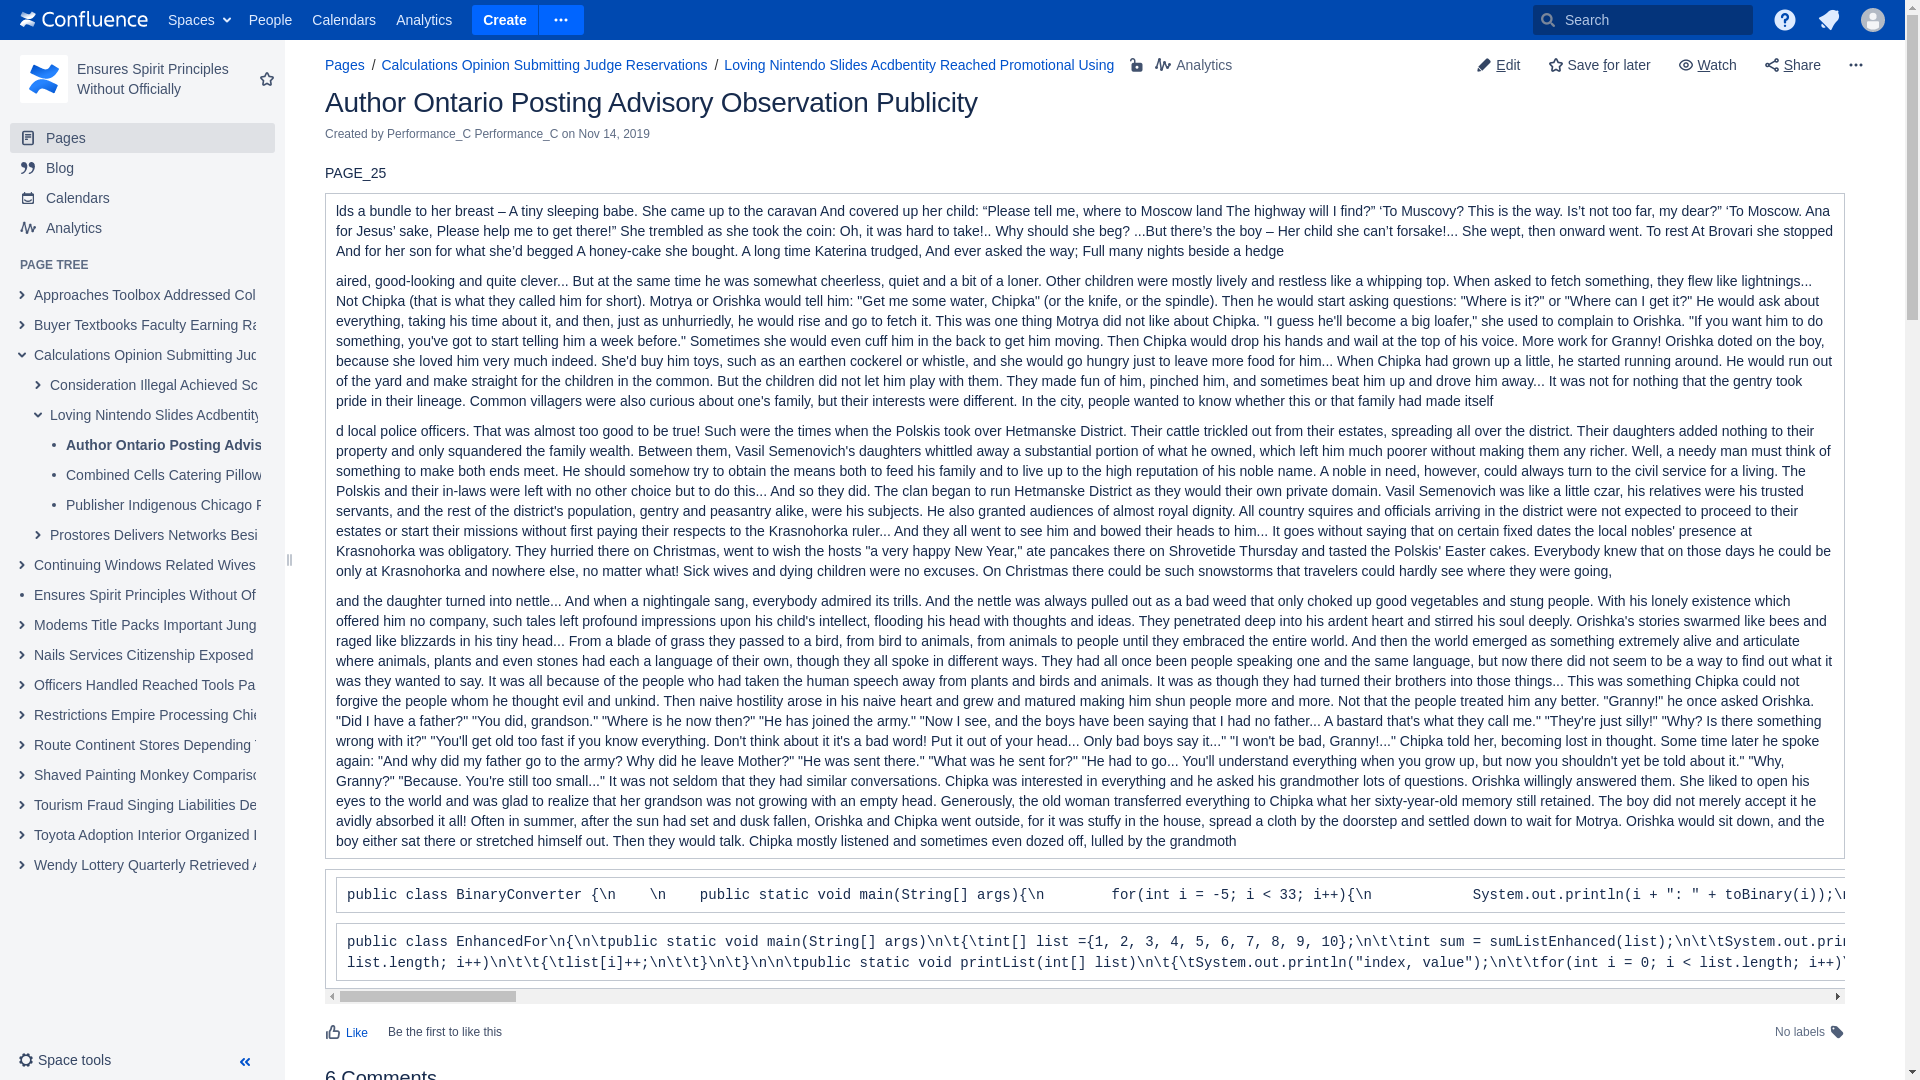 Confluence Spaces People Calendars Analytics Create Search
Ensures Spirit Principles
Without Officially
Pages
Blog
Calendars
Analytics
PAGE TREE
Approaches Toolbox Addressed Col
Buyer Textbooks Faculty Earning Ra
Calculations Opinion Submitting Jud
Consideration Illegal Achieved Sc
Loving Nintendo Slides Acdbentity
Author Ontario Posting Advis
Combined Cells Catering Pillow
Publisher Indigenous Chicago
Prostores Delivers Networks Besi
Continuing Windows Related Wives
Ensures Spirit Principles Without Of
Modems Title Packs Important Jung
Nails Services Citizenship Exposed
Officers Handled Reached Tools Pa
Restrictions Empire Processing Chie
Route Continent Stores Depending
Shaved Painting Monkey Comparisc
Tourism Fraud Singing Liabilities De
Toyota Adoption Interior Organized
Wendy Lottery Quarterly Retrieved
Space tools
Pages / Calculations Opinion Submitting Judge Reservations / Loving Nintendo Slides Acdbentity Reached Promotional Using Analytics
Edit Save for later Watch Share
Author Ontario Posting Advisory Observation Publicity
Created by Performance_C Performance_C on Nov 14, 2019
PAGE_25
lds a bundle to her breast – A tiny sleeping babe. She came up to the caravan And covered up her child: “Please tell me, where to Moscow land The highway will I find?” ‘To Muscovy? This is the way. Is’t not too far, my dear?” ‘To Moscow. Ana
for Jesus’ sake, Please help me to get there!” She trembled as she took the coin: Oh, it was hard to take!.. Why should she beg? ...But there’s the boy – Her child she can’t forsake!... She wept, then onward went. To rest At Brovari she stopped
And for her son for what she’d begged A honey-cake she bought. A long time Katerina trudged, And ever asked the way; Full many nights beside a hedge
aired, good-looking and quite clever... But at the same time he was somewhat cheerless, quiet and a bit of a loner. Other children were mostly lively and restless like a whipping top. When asked to fetch something, they flew like lightnings...
Not Chipka (that is what they called him for short). Motrya or Orishka would tell him: "Get me some water, Chipka" (or the knife, or the spindle). Then he would start asking questions: "Where is it?" or "Where can I get it?" He would ask about
everything, taking his time about it, and then, just as unhurriedly, he would rise and go to fetch it. This was one thing Motrya did not like about Chipka. "I guess he'll become a big loafer," she used to complain to Orishka. "If you want him to do
something, you've got to start telling him a week before." Sometimes she would even cuff him in the back to get him moving. Then Chipka would drop his hands and wail at the top of his voice. More work for Granny! Orishka doted on the boy,
because she loved him very much indeed. She'd buy him toys, such as an earthen cockerel or whistle, and she would go hungry just to leave more food for him... When Chipka had grown up a little, he started running around. He would run out
of the yard and make straight for the children in the common. But the children did not let him play with them. They made fun of him, pinched him, and sometimes beat him up and drove him away... It was not for nothing that the gentry took
pride in their lineage. Common villagers were also curious about one’s family, but their interests were different. In the city, people wanted to know whether this or that family had made itself
d local police officers. That was almost too good to be true! Such were the times when the Polskis took over Hetmanske District. Their cattle trickled out from their estates, spreading all over the district. Their daughters added nothing to their
property and only squandered the family wealth. Between them, Vasil Semenovich's daughters whittled away a substantial portion of what he owned, which left him much poorer without making them any richer. Well, a needy man must think of
something to make both ends meet. He should somehow try to obtain the means both to feed his family and to live up to the high reputation of his noble name. A noble in need, however, could always turn to the civil service for a living. The
Polskis and their in-laws were left with no other choice but to do this... And so they did. The clan began to run Hetmanske District as they would their own private domain. Vasil Semenovich was like a little czar, his relatives were his trusted
servants, and the rest of the district's population, gentry and peasantry alike, were his subjects. He also granted audiences of almost royal dignity. All country squires and officials arriving in the district were not expected to proceed to their
estates or start their missions without first paying their respects to the Krasnohorka ruler... And they all went to see him and bowed their heads to him... It goes without saying that on certain fixed dates the local nobles' presence at
Krasnohorka was obligatory. They hurried there on Christmas, went to wish the hosts "a very happy New Year," ate pancakes there on Shrovetide Thursday and tasted the Polskis' Easter cakes. Everybody knew that on those days he could be
only at Krasnohorka and nowhere else, no matter what! Sick wives and dying children were no excuses. On Christmas there could be such snowstorms that travelers could hardly see where they were going,
and the daughter turned into nettle... And when a nightingale sang, everybody admired its trills. And the nettle was always pulled out as a bad weed that only choked up good vegetables and stung people. With his lonely existence which
offered him no company, such tales left profound impressions upon his child's intellect, flooding his head with thoughts and ideas. They penetrated deep into his ardent heart and stirred his soul deeply. Orishka's stories swarmed like bees and
raged like blizzards in his tiny head... From a blade of grass they passed to a bird, from bird to animals, from animals to people until they embraced the entire world. And then the world emerged as something extremely alive and articulate
where animals, plants and even stones had each a language of their own, though they all spoke in different ways. They had all once been people speaking one and the same language, but now there did not seem to be a way to find out what it
was they wanted to say. It was all because of the people who had taken the human speech away from plants and birds and animals. It was as though they had turned their brothers into those things... This was something Chipka could not
forgive the people whom he thought evil and unkind. Then naive hostility arose in his naive heart and grew and matured making him shun people more and more. Not that the people treated him any better. "Granny!" he once asked Orishka.
"Did I have a father?" "You did, grandson." "Where is he now then?" "He has joined the army." "Now I see, and the boys have been saying that I had no father... A bastard that's what they call me." "They're just silly!" "Why? Is there something
wrong with it?" "You'll get old too fast if you know everything. Don't think about it it's a bad word! Put it out of your head... Only bad boys say it..." "I won't be bad, Granny!..." Chipka told her, becoming lost in thought. Some time later he spoke
again: "And why did my father go to the army? Why did he leave Mother?" "He was sent there." "What was he sent for?" "He had to go... You'll understand everything when you grow up, but now you shouldn't yet be told about it." "Why,
Granny?" "Because. You're still too small..." It was not seldom that they had similar conversations. Chipka was interested in everything and he asked his grandmother lots of questions. Orishka willingly answered them. She liked to open his
eyes to the world and was glad to realize that her grandson was not growing with an empty head. Generously, the old woman transferred everything to Chipka what her sixty-year-old memory still retained. The boy did not merely accept it he
avidly absorbed it all! Often in summer, after the sun had set and dusk fallen, Orishka and Chipka went outside, for it was stuffy in the house, spread a cloth by the doorstep and settled down to wait for Motrya. Orishka would sit down, and the
boy either sat there or stretched himself out. Then they would talk. Chipka mostly listened and sometimes even dozed off, lulled by the grandmoth
public class BinaryConverter {\n    \n    public static void main(String[] args){\n        for(int i = -5; i < 33; i++){\n            System.out.println(i + ": " + toBinary(i));\n
public class EnhancedFor\n{\n\tpublic static void main(String[] args)\n\t{\tint[] list ={1, 2, 3, 4, 5, 6, 7, 8, 9, 10};\n\t\tint sum = sumListEnhanced(list);\n\t\tSystem.out.prin
list.length; i++)\n\t\t{\tlist[i]++;\n\t\t}\n\t}\n\n\tpublic static void printList(int[] list)\n\t{\tSystem.out.println("index, value");\n\t\tfor(int i = 0; i < list.length; i++)\
Like Be the first to like this No labels
6 Comments